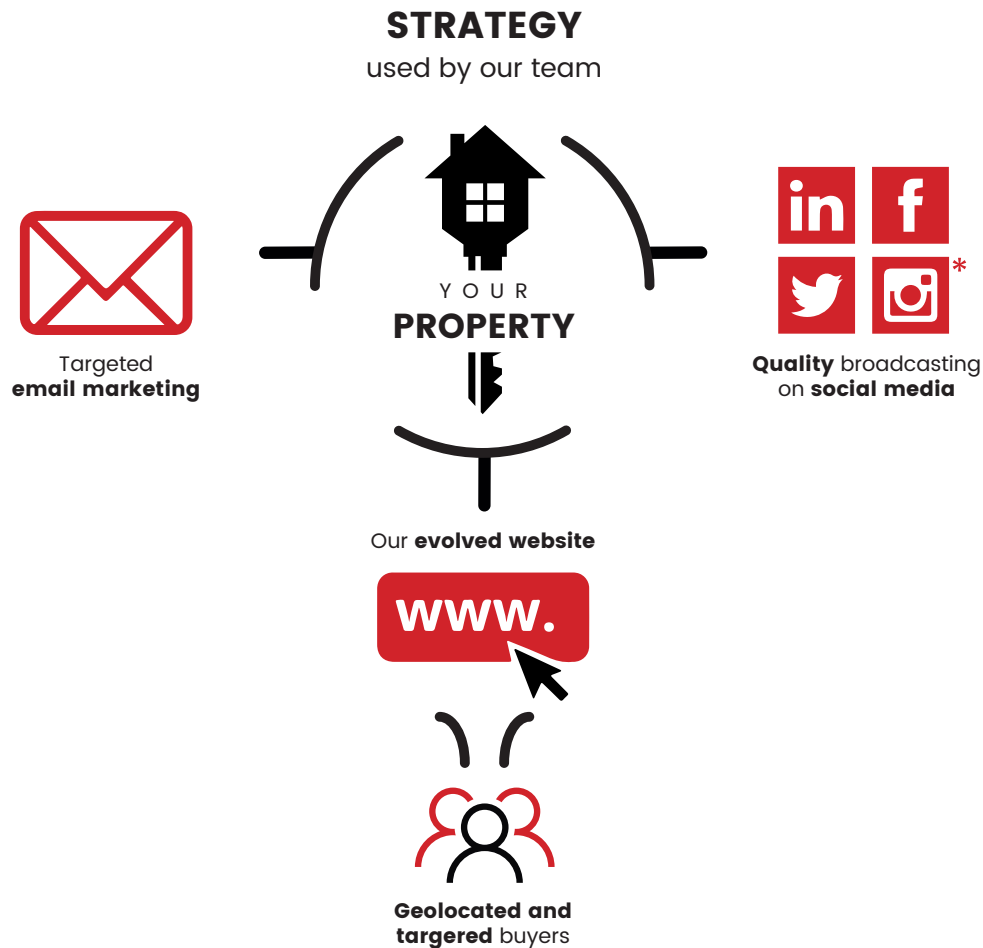 STRATEGY
used by our team
YOUR
PROPERTY
Targeted
email marketing
in f
*
Quality broadcasting
on social media
Our evolved website
www.
Geolocated and
targered buyers